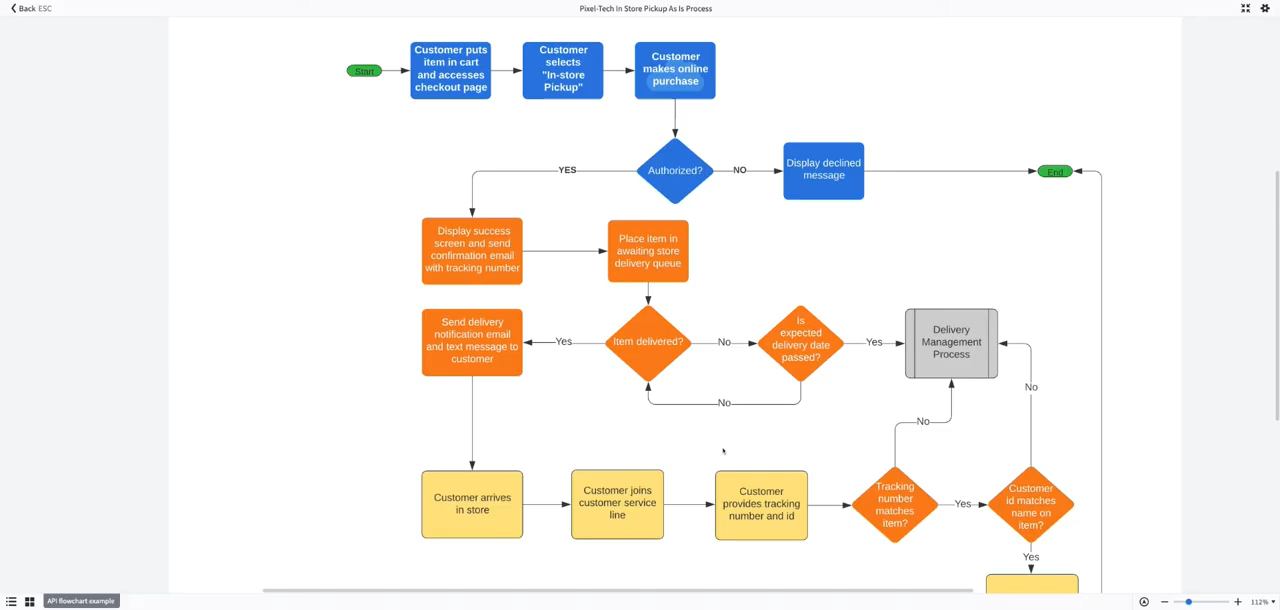 Back ESC
Pixel-Tech In Store Pickup As Is Process
Start
Customer puts
item in cart
and accesses
checkout page
Customer
selects
"In-store
Pickup"
Customer
makes online
purchase
Authorized?
YES
NO
Display declined
message
End
Display success
screen and send
confirmation email
with tracking number
Place item in
awaiting store
delivery queue
Send delivery
notification email
and text message to
customer
Yes
Item delivered?
No
Is
expected
delivery date
passed?
Yes
Delivery
Management
Process
No
No
No
Customer arrives
in store
Customer joins
customer service
line
Customer
provides tracking
number and id
Tracking
number
matches
item?
Yes
Customer
id matches
name on
item?
Yes
API flowchart example
112%